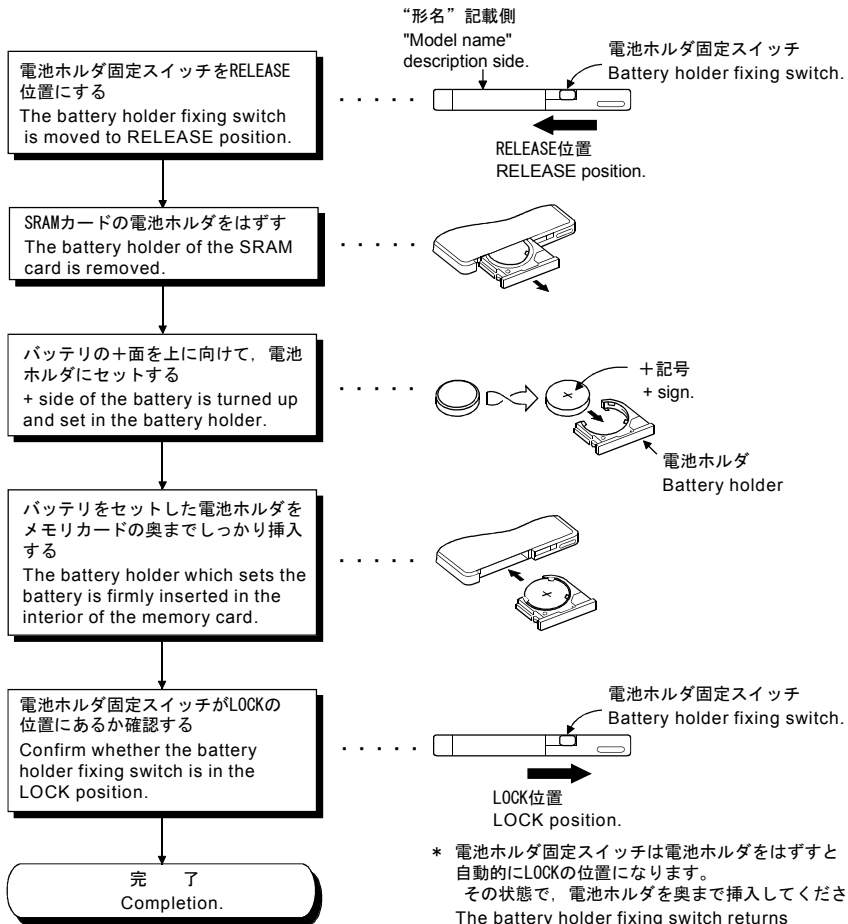 電池ホルダ固定スイッチをRELEASE
位置にする
The battery holder fixing switch
is moved to RELEASE position.
“形名” 記載側
"Model name"
description side.
電池ホルダ固定スイッチ
Battery holder fixing switch.
RELEASE位置
RELEASE position.
SRAMカードの電池ホルダをはずす
The battery holder of the SRAM
card is removed.
バッテリの＋面を上に向けて，電池
ホルダにセットする
+ side of the battery is turned up
and set in the battery holder.
＋記号
+ sign.
電池ホルダ
Battery holder
バッテリをセットした電池ホルダを
メモリカードの奥までしっかり挿入
する
The battery holder which sets the
battery is firmly inserted in the
interior of the memory card.
電池ホルダ固定スイッチがLOCKの
位置にあるか確認する
Confirm whether the battery
holder fixing switch is in the
LOCK position.
電池ホルダ固定スイッチ
Battery holder fixing switch.
LOCK位置
LOCK position.
完 了
Completion.
* 電池ホルダ固定スイッチは電池ホルダをはずすと
自動的にLOCKの位置になります。
その状態で，電池ホルダを奥まで挿入してくださ
The battery holder fixing switch returns